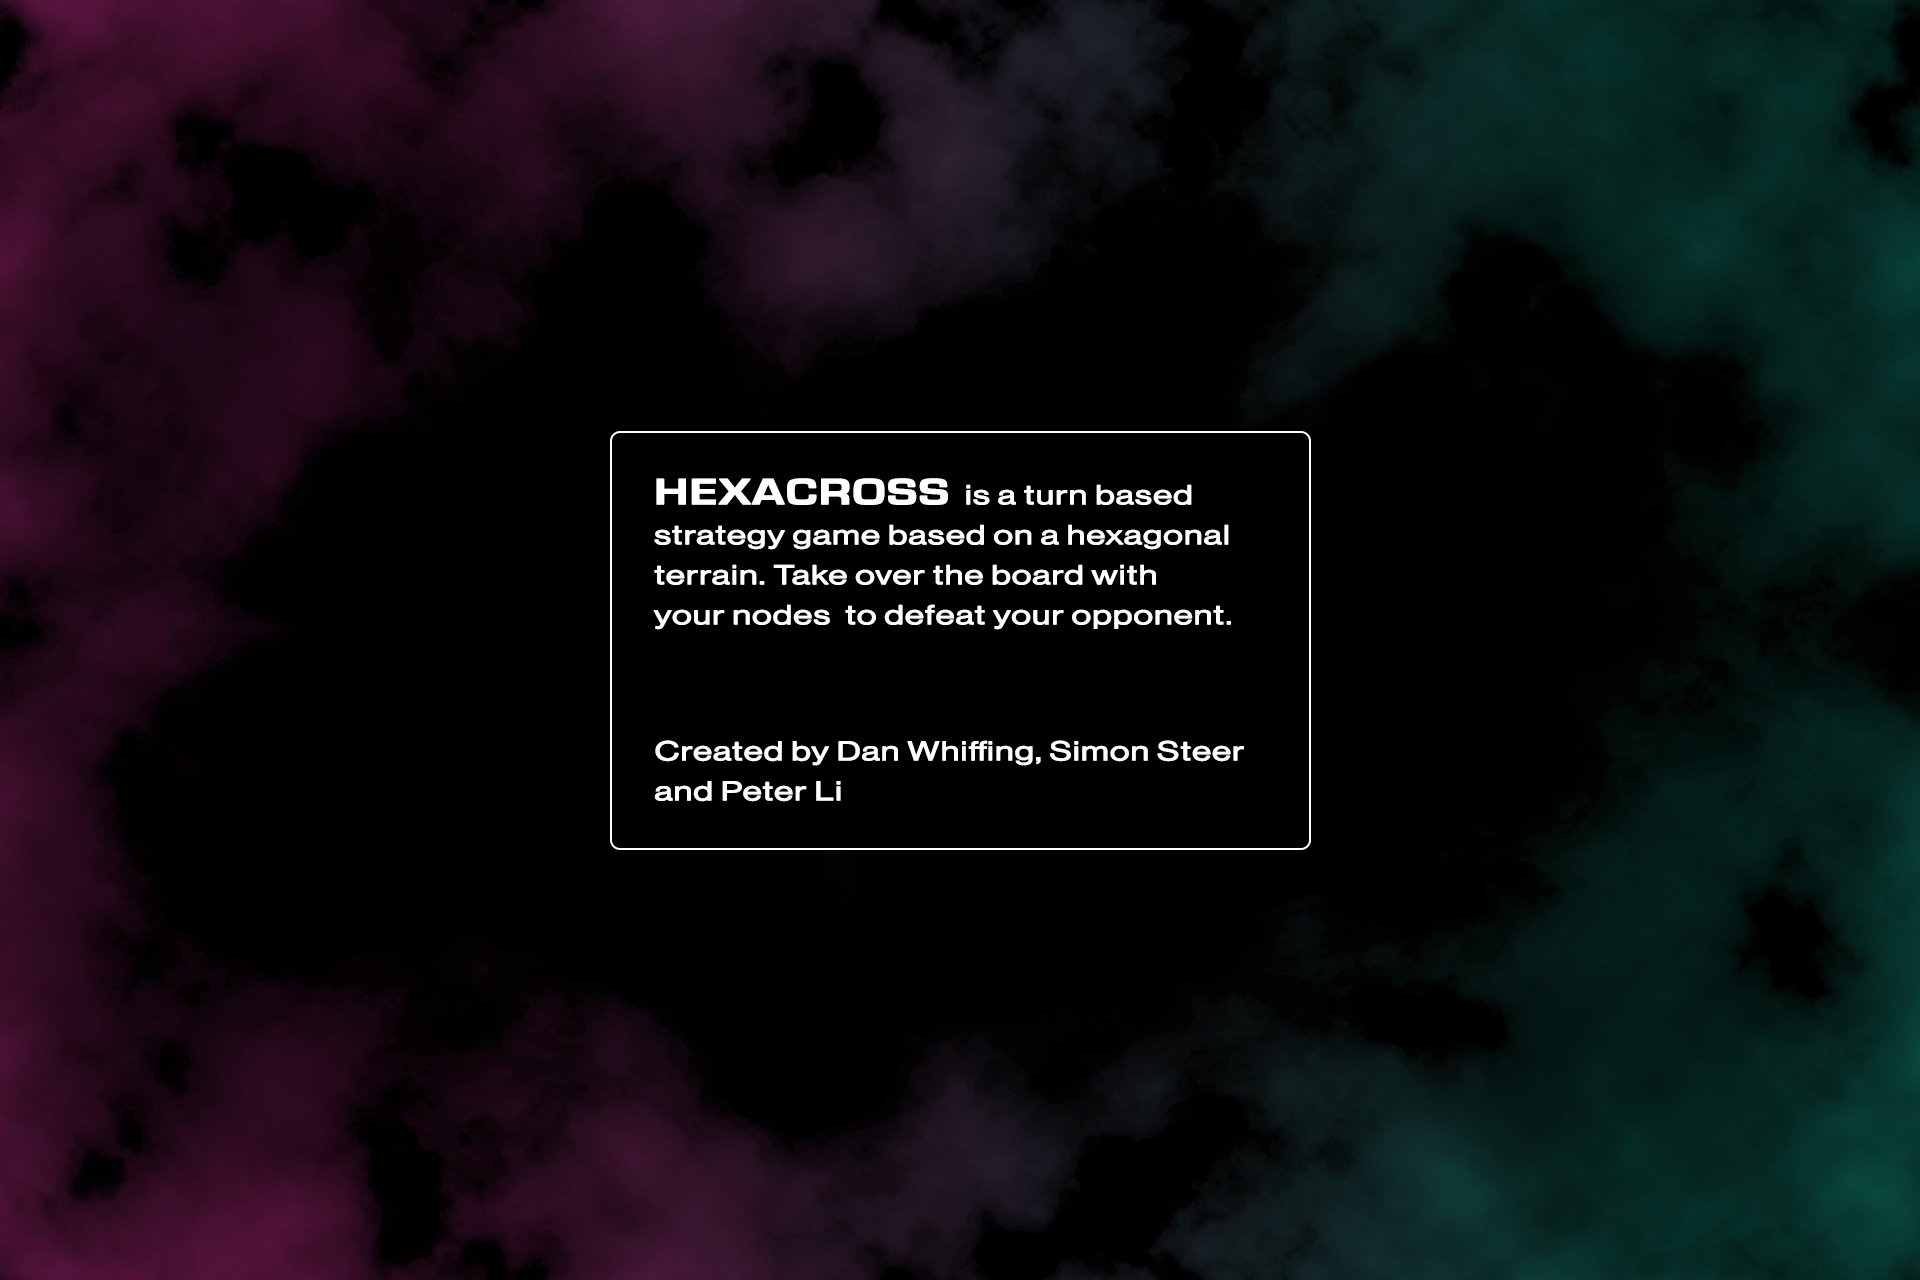 HEXACROSS is a turn based
strategy game based on a hexagonal
terrain. Take over the board with
your nodes to defeat your opponent.
Created by Dan Whiffing, Simon Steer
and Peter Li